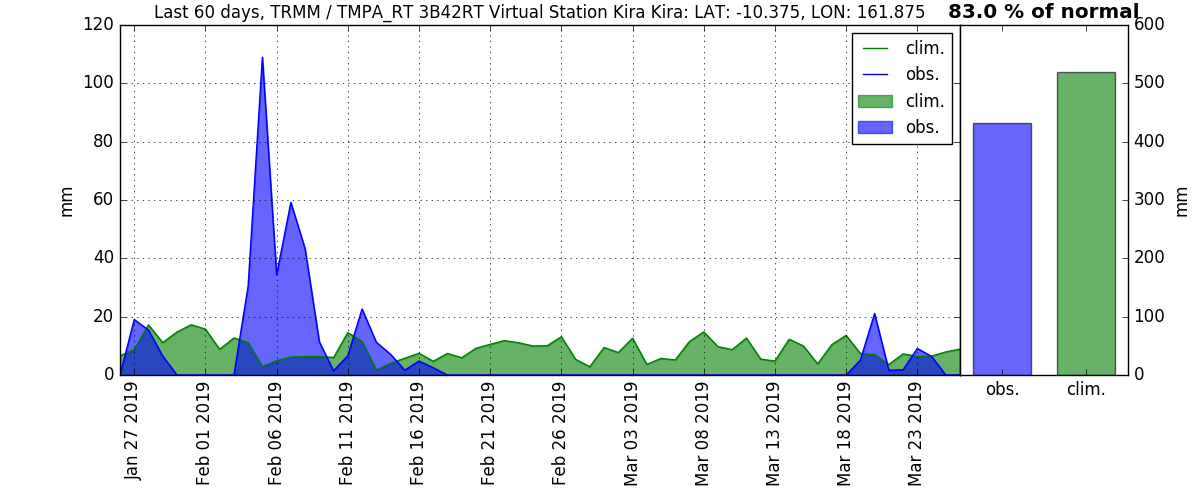 Last 60 days, TRMM / TMPA_RT 3B42RT Virtual Station Kira Kira: LAT: -10.375, LON: 161.875
83.0 % of normal
120
100
80
60
40
20
0
mm
clim.
obs.
clim.
obs.
Jan 27 2019
Feb 01 2019
Feb 06 2019
Feb 11 2019
Feb 16 2019
Feb 21 2019
Feb 26 2019
Mar 03 2019
Mar 08 2019
Mar 13 2019
Mar 18 2019
Mar 23 2019
600
500
400
300
200
100
0
mm
obs.
clim.